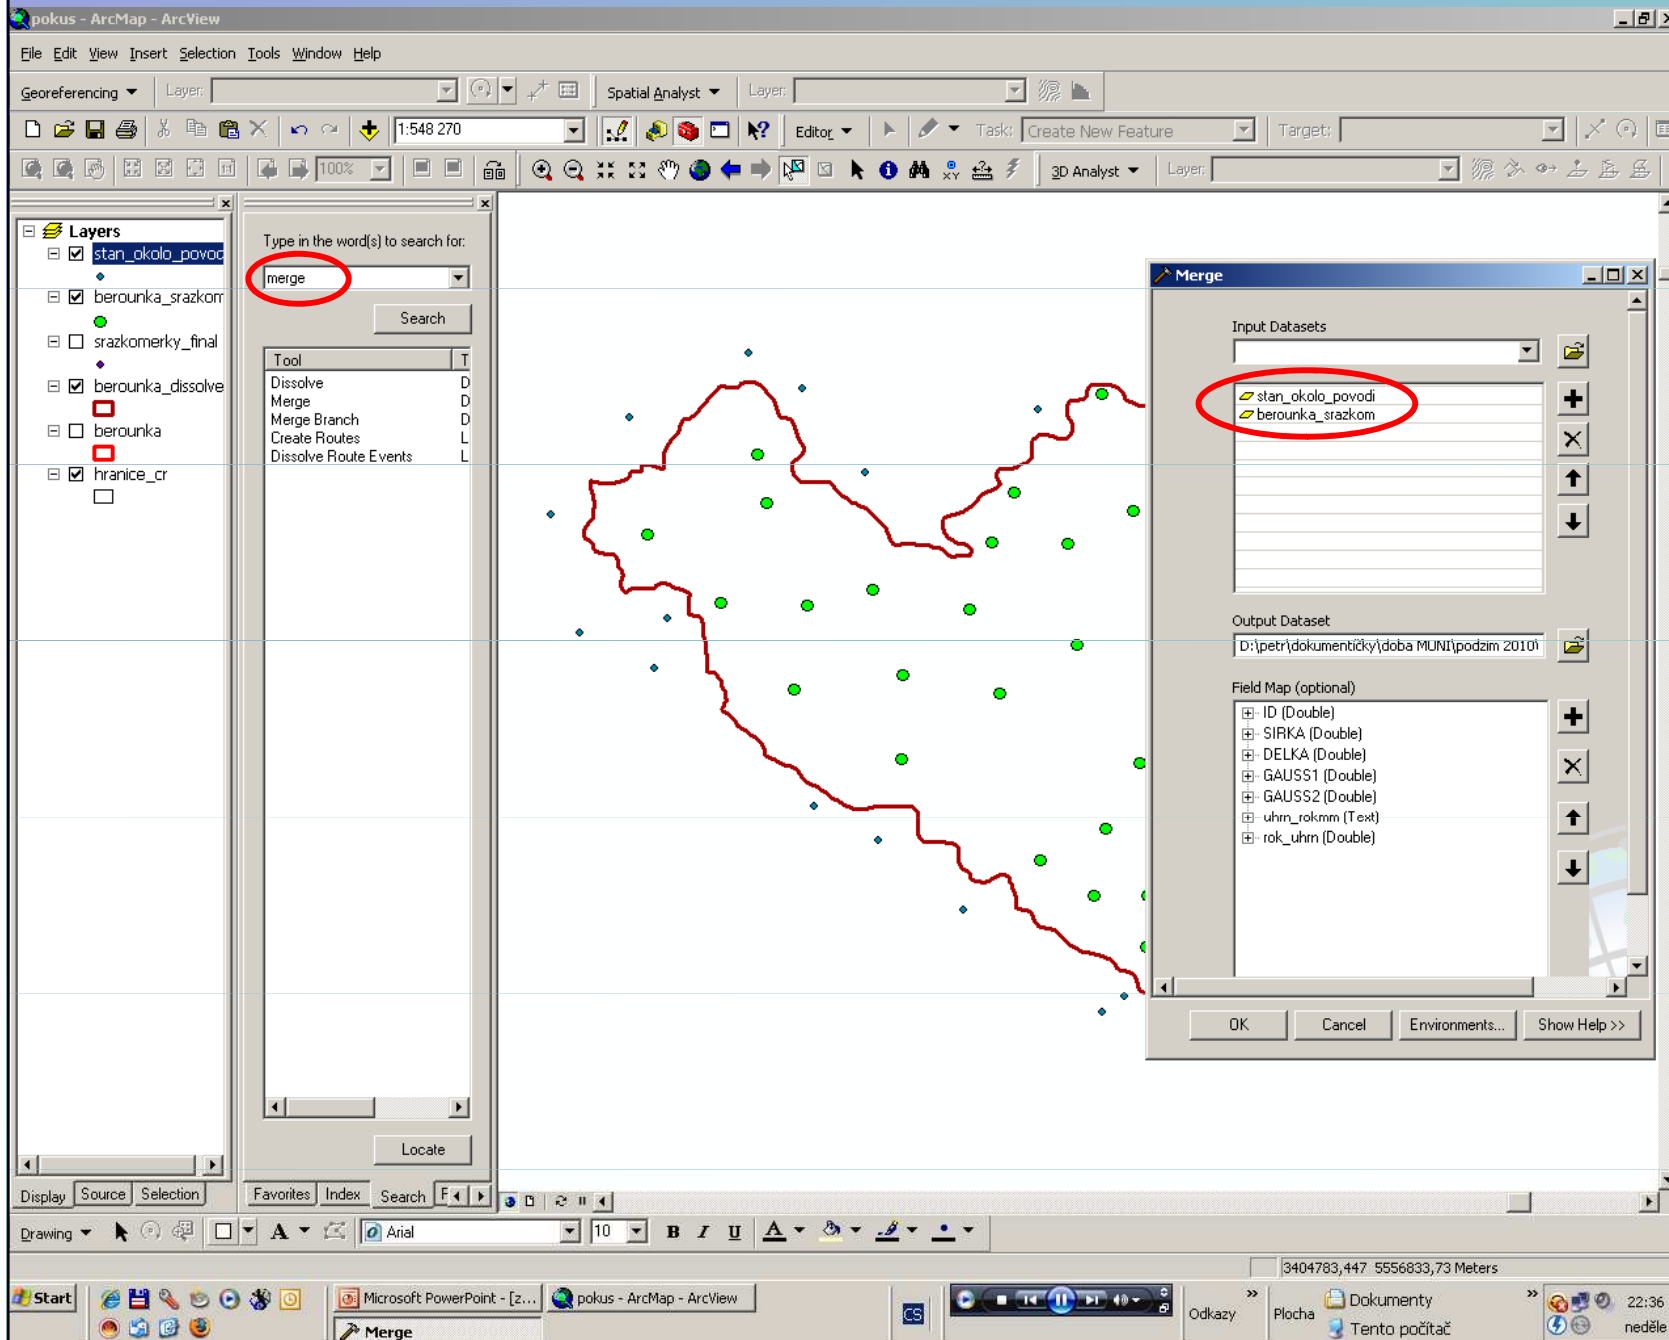 pokus - ArcMap - ArcView
File Edit View Insert Selection Tools Window Help
Georeferencing Layer: Spatial Analyst Layer:
1:548 270 Editor Task: Create New Feature Target:
100% 3D Analyst Layer:
Layers
stan_okolo_povod
berounka_srazkom
srazkomerky_final
berounka_dissolve
berounka
hranice_cr
Display Source Selection
Type in the word(s) to search for:
merge
Search
Tool T
Dissolve D
Merge D
Merge Branch D
Create Routes L
Dissolve Route Events L
Locate
Favorites Index Search F
Merge
Input Datasets
stan_okolo_povodi
berounka_srazkom
Output Dataset
D:\petr\dokumentíčky\doba MUNI\podzim 2010\
Field Map (optional)
ID (Double)
SIRKA (Double)
DELKA (Double)
GAUSS1 (Double)
GAUSS2 (Double)
uhrn_rokmm (Text)
rok_uhrn (Double)
OK Cancel Environments... Show Help >>
Drawing A Arial 10 B I U A
3404783,447 5556833,73 Meters
Start Microsoft PowerPoint - [z... pokus - ArcMap - ArcView CS Odkazy » Plocha Dokumenty » 22:36
Merge Tento počítač neděle